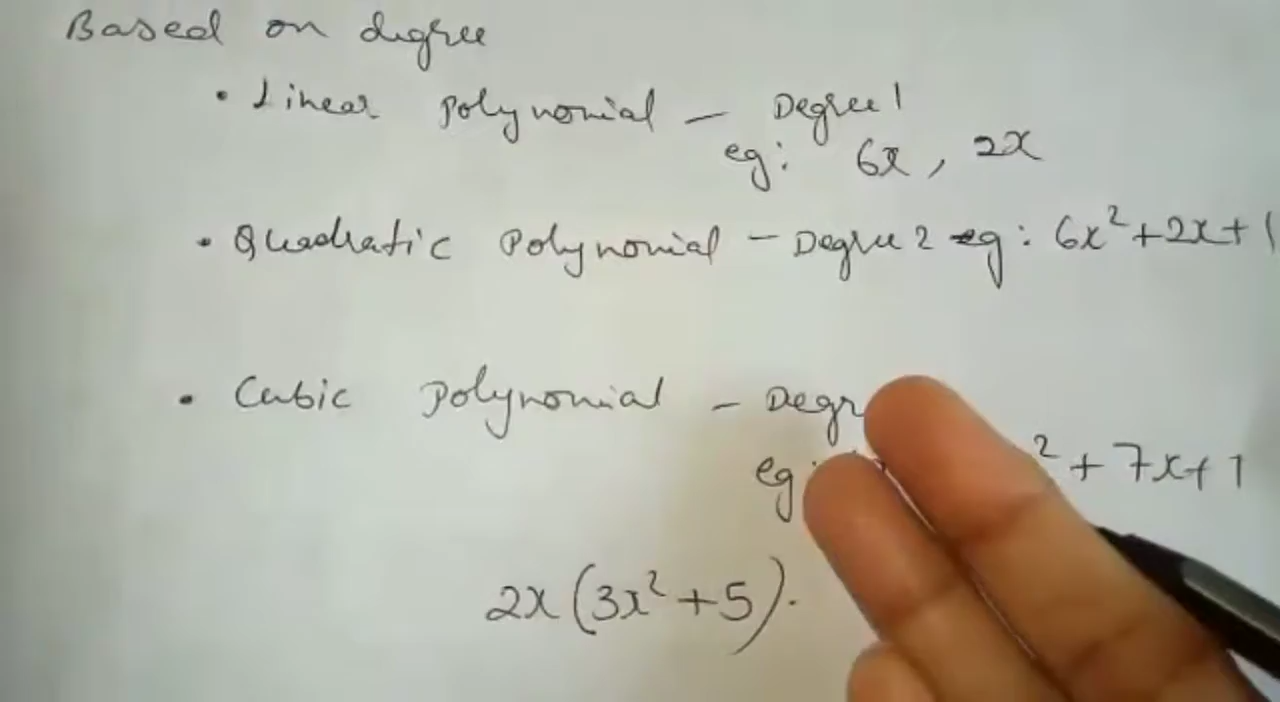 Based on degree
• Linear Polynomial – Degree 1
eg: 6x, 2x
• Quadratic Polynomial – Degree 2 eg: 6x² + 2x + 1
• Cubic Polynomial –
eg: ² + 7x + 1
2x (3x² + 5).